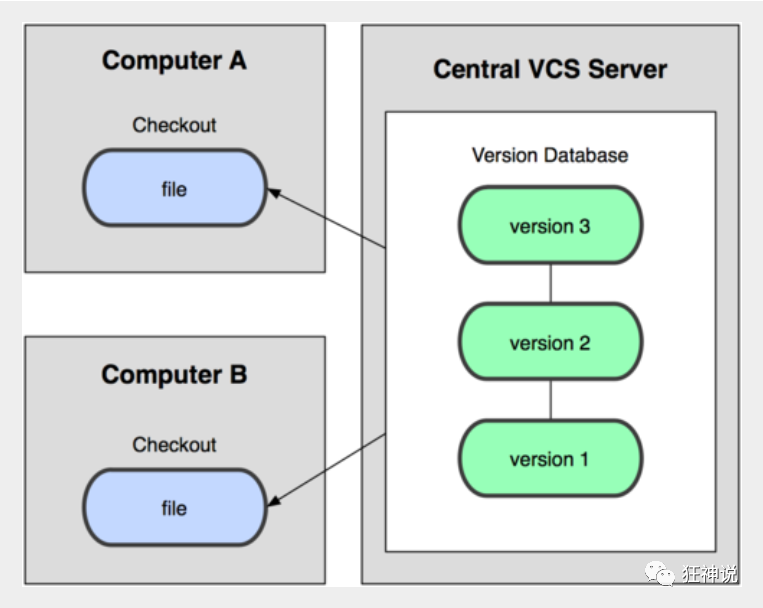 Computer A
Checkout
file
Central VCS Server
Version Database
version 3
version 2
version 1
Computer B
Checkout
file
狂神说